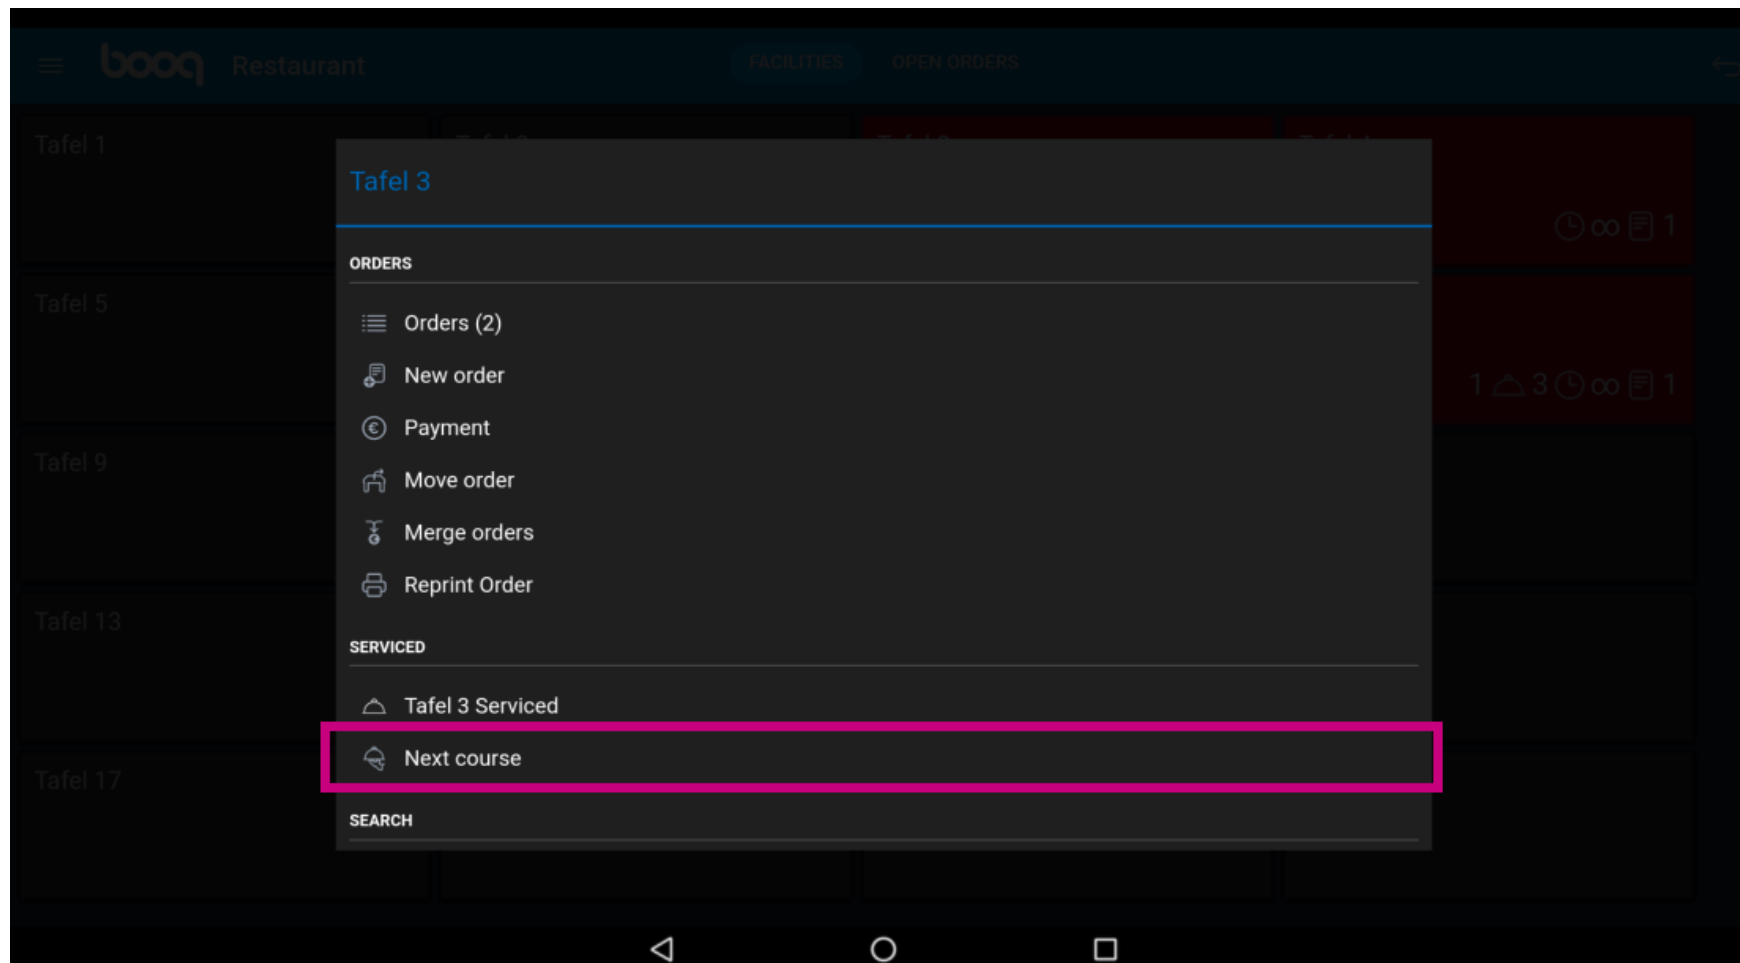 booq Restaurant FACILITIES OPEN ORDERS
Tafel 1
Tafel 3
∞ 1
ORDERS
Tafel 5
Orders (2)
New order
1 3 ∞ 1
Payment
Tafel 9
Move order
Merge orders
Reprint Order
Tafel 13
SERVICED
Tafel 3 Serviced
Next course
Tafel 17
SEARCH